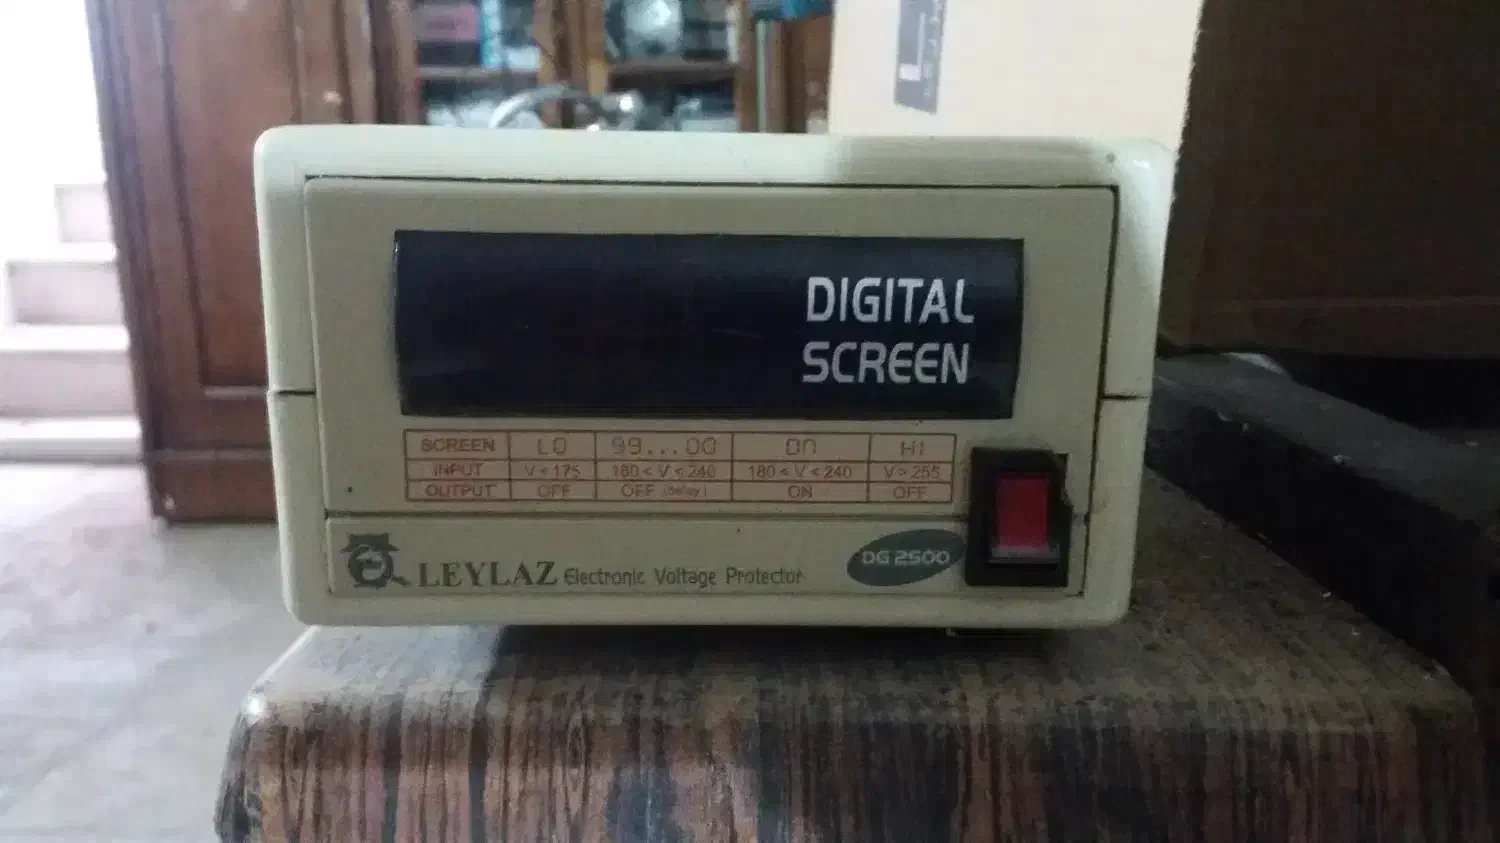 DIGITAL
SCREEN
SCREEN LO 99...00 On HI
INPUT V < 175 180 < V < 240 180 < V < 240 V > 255
OUTPUT OFF OFF (delay) ON OFF
LEYLAZ Electronic Voltage Protector DG 2500